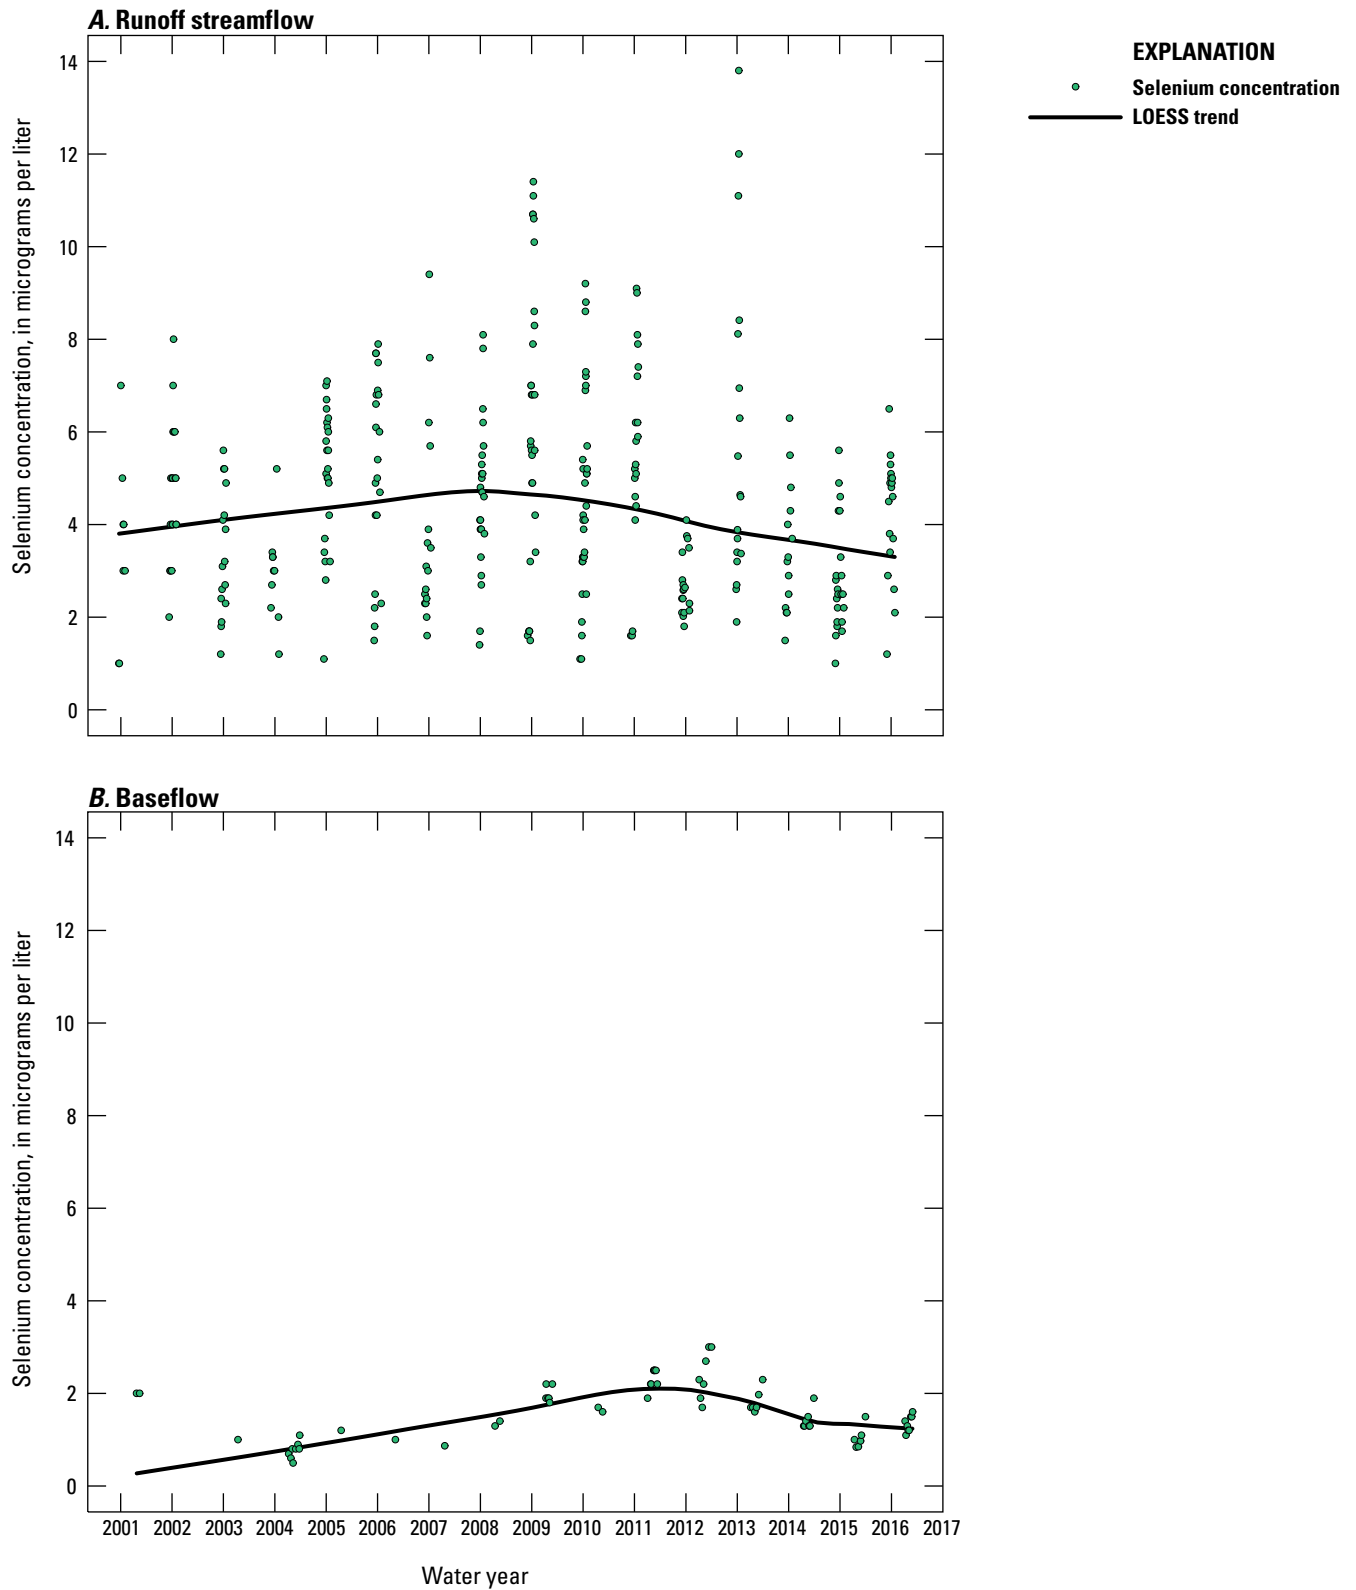 A. Runoff streamflow
EXPLANATION
Selenium concentration
LOESS trend
Selenium concentration, in micrograms per liter
14
12
10
8
6
4
2
0
B. Baseflow
Selenium concentration, in micrograms per liter
14
12
10
8
6
4
2
0
2001 2002 2003 2004 2005 2006 2007 2008 2009 2010 2011 2012 2013 2014 2015 2016 2017
Water year